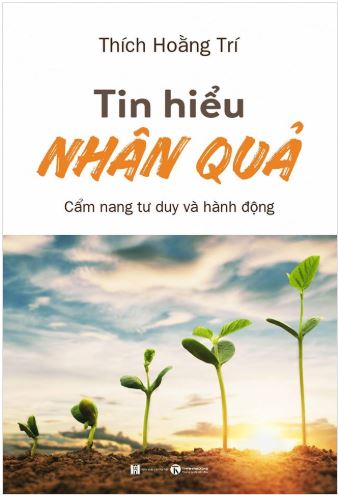 Thích Hoằng Trí
Tin hiểu
NHÂN QUẢ
Cẩm nang tư duy và hành động